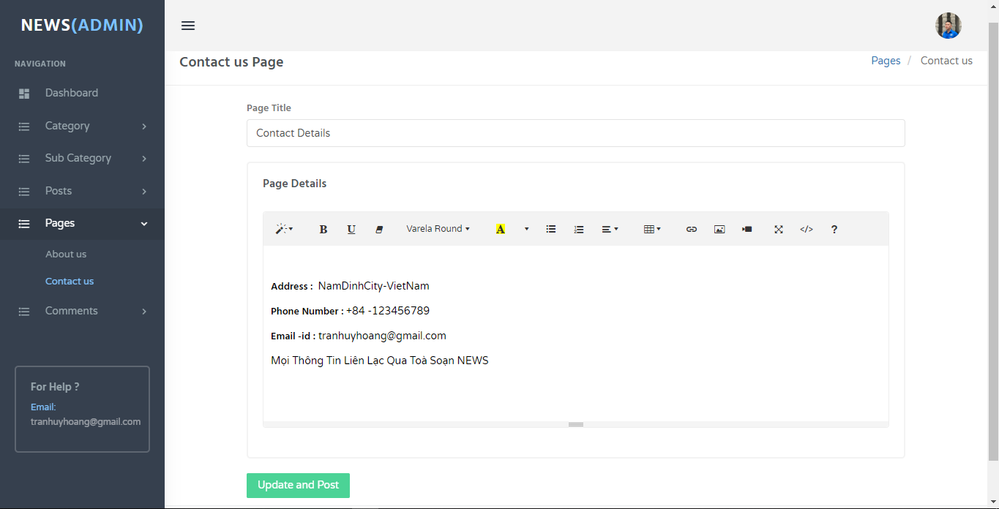 NEWS(ADMIN)
NAVIGATION
Dashboard
Category
Sub Category
Posts
Pages
About us
Contact us
Comments
For Help ?
Email:
tranhuyhoang@gmail.com
Contact us Page
Pages / Contact us
Page Title
Contact Details
Page Details
B U Varela Round A </> ?
Address : NamDinhCity-VietNam
Phone Number : +84 -123456789
Email -id : tranhuyhoang@gmail.com
Mọi Thông Tin Liên Lạc Qua Toà Soạn NEWS
Update and Post